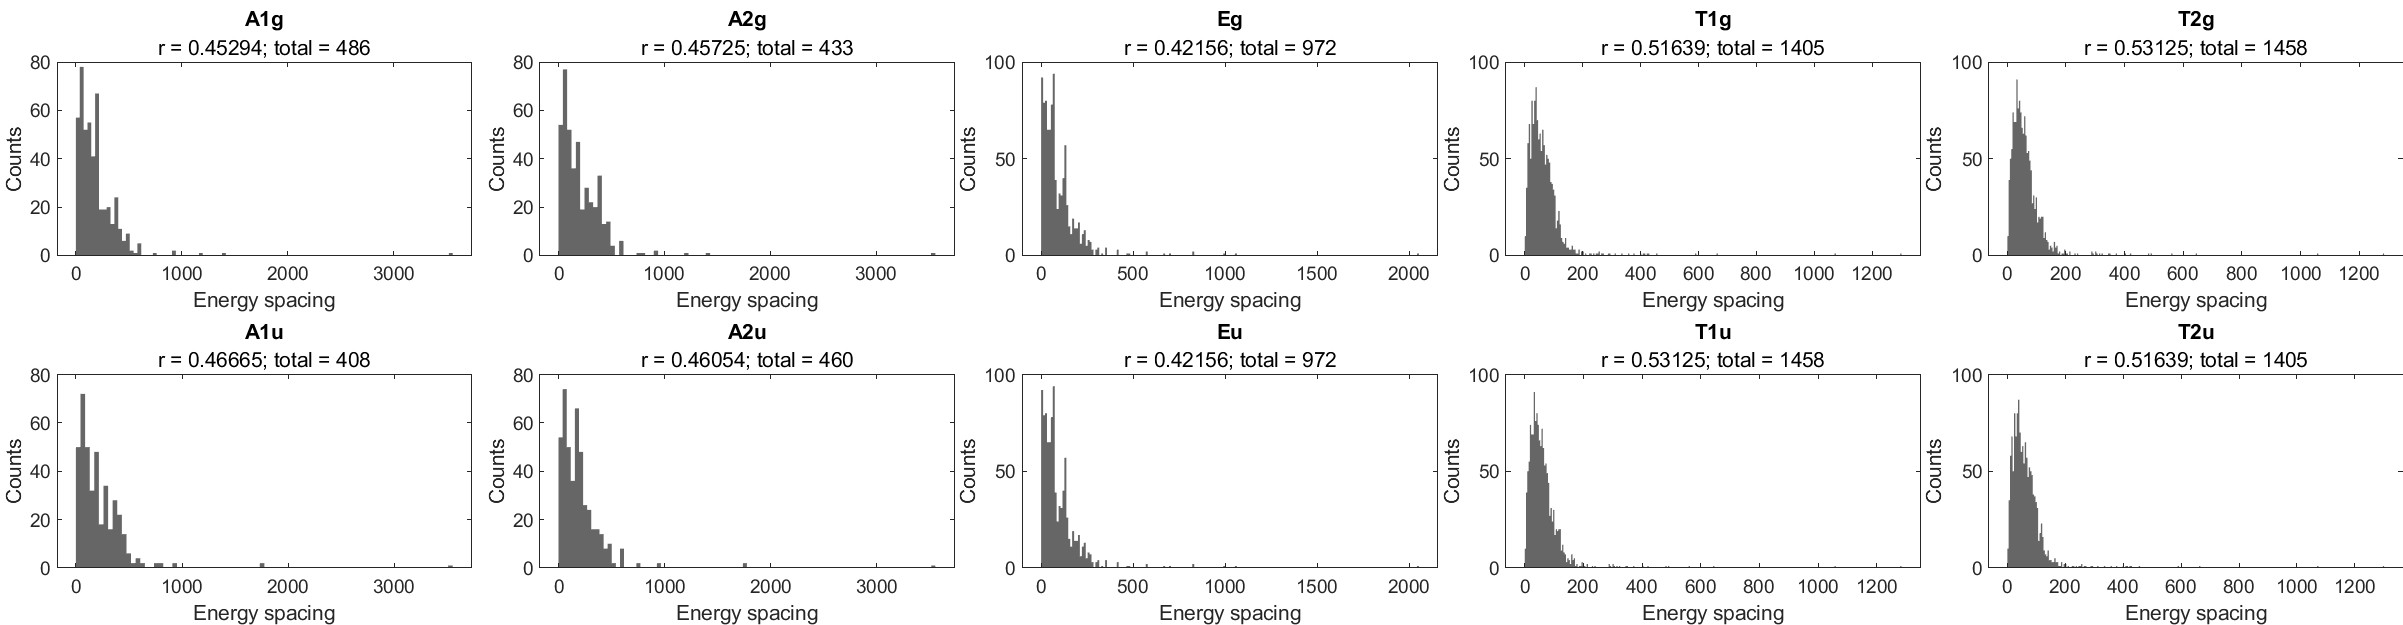 A1g
r = 0.45294; total = 486
80
60
40
20
0
Counts
0 1000 2000 3000
Energy spacing
A2g
r = 0.45725; total = 433
80
60
40
20
0
Counts
0 1000 2000 3000
Energy spacing
Eg
r = 0.42156; total = 972
100
50
0
Counts
0 500 1000 1500 2000
Energy spacing
T1g
r = 0.51639; total = 1405
100
50
0
Counts
0 200 400 600 800 1000 1200
Energy spacing
T2g
r = 0.53125; total = 1458
100
50
0
Counts
0 200 400 600 800 1000 1200
Energy spacing
A1u
r = 0.46665; total = 408
80
60
40
20
0
Counts
0 1000 2000 3000
Energy spacing
A2u
r = 0.46054; total = 460
80
60
40
20
0
Counts
0 1000 2000 3000
Energy spacing
Eu
r = 0.42156; total = 972
100
50
0
Counts
0 500 1000 1500 2000
Energy spacing
T1u
r = 0.53125; total = 1458
100
50
0
Counts
0 200 400 600 800 1000 1200
Energy spacing
T2u
r = 0.51639; total = 1405
100
50
0
Counts
0 200 400 600 800 1000 1200
Energy spacing